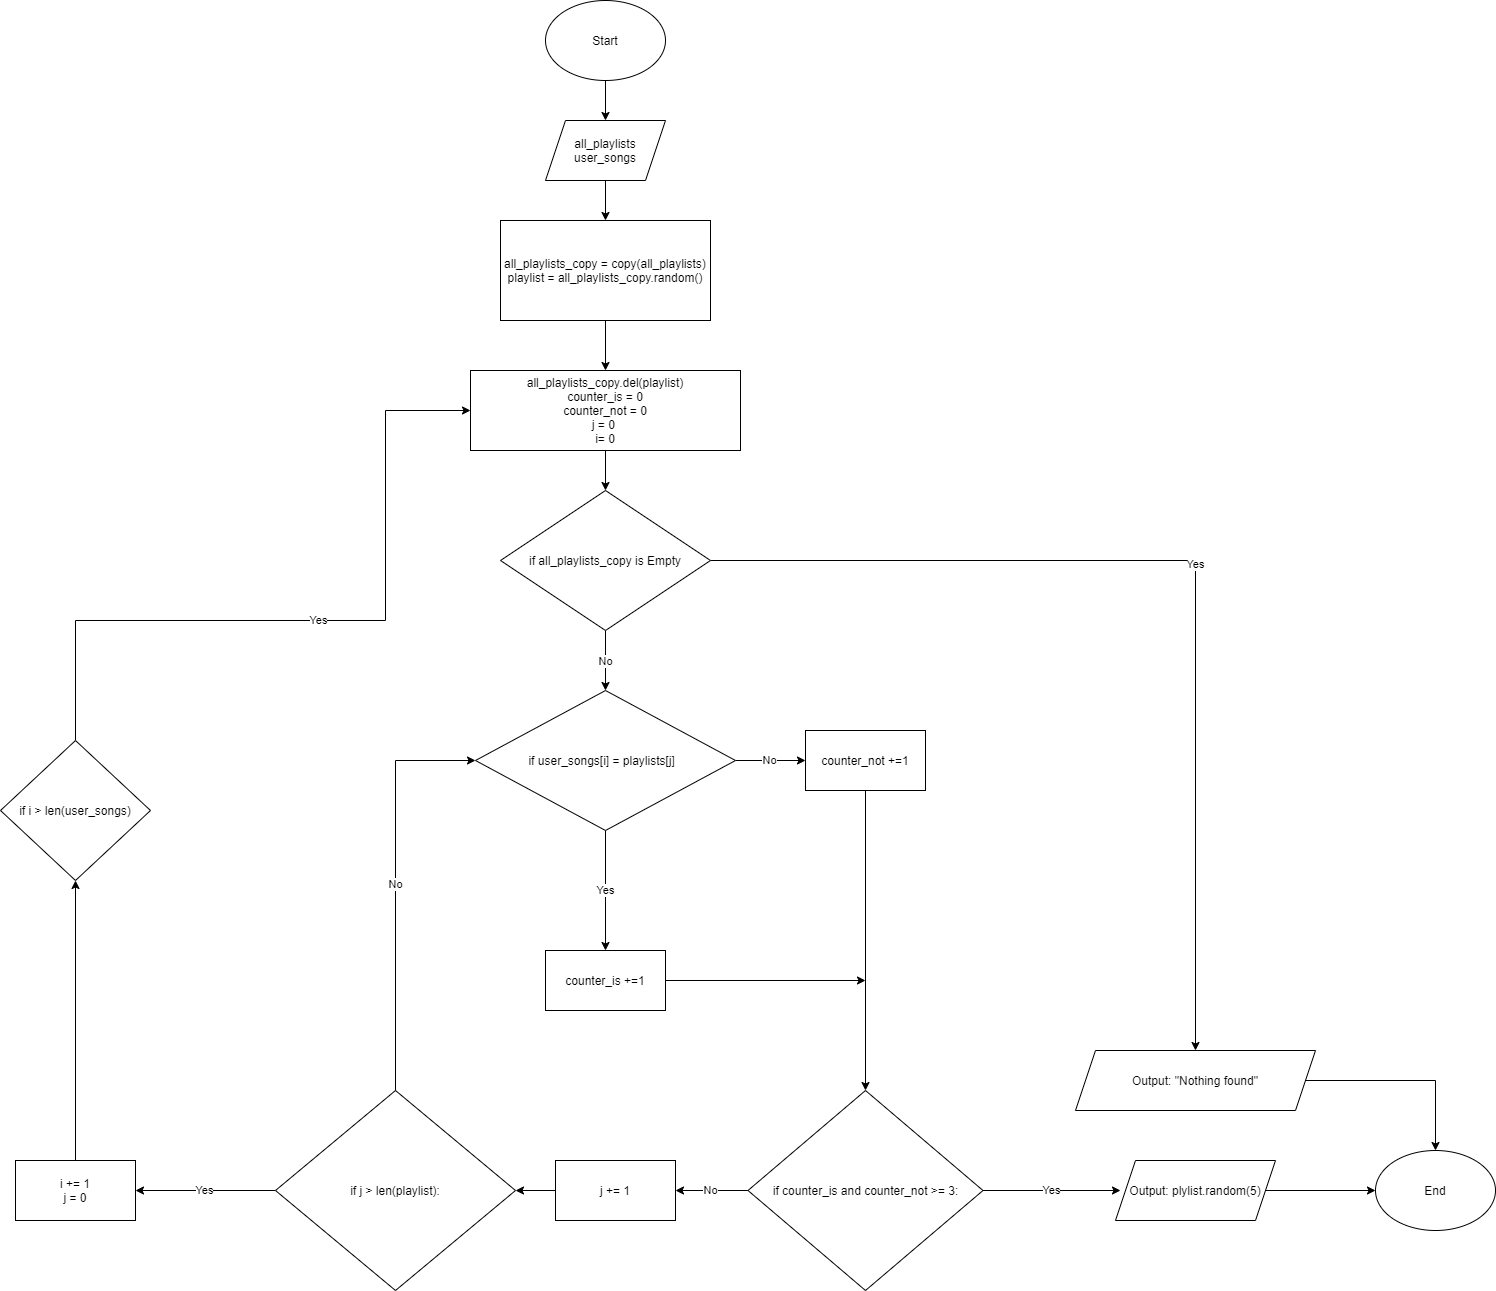 Start
all_playlists
user_songs
all_playlists_copy = copy(all_playlists)
playlist = all_playlists_copy.random()
all_playlists_copy.del(playlist)
counter_is = 0
counter_not = 0
j = 0
i= 0
if all_playlists_copy is Empty
Yes
No
Yes
if user_songs[i] = playlists[j]
No
counter_not +=1
if i > len(user_songs)
No
Yes
counter_is +=1
Output: "Nothing found"
i += 1
j = 0
Yes
if j > len(playlist):
j += 1
No
if counter_is and counter_not >= 3:
Yes
Output: plylist.random(5)
End